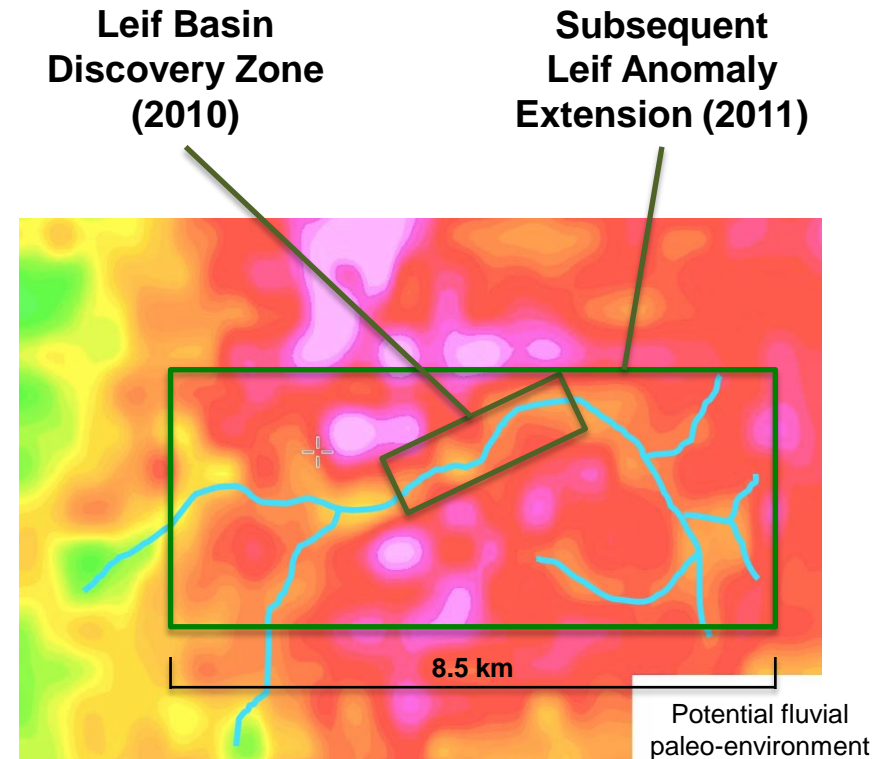 Leif Basin
Discovery Zone
(2010)
Subsequent
Leif Anomaly
Extension (2011)
8.5 km
Potential fluvial
paleo-environment